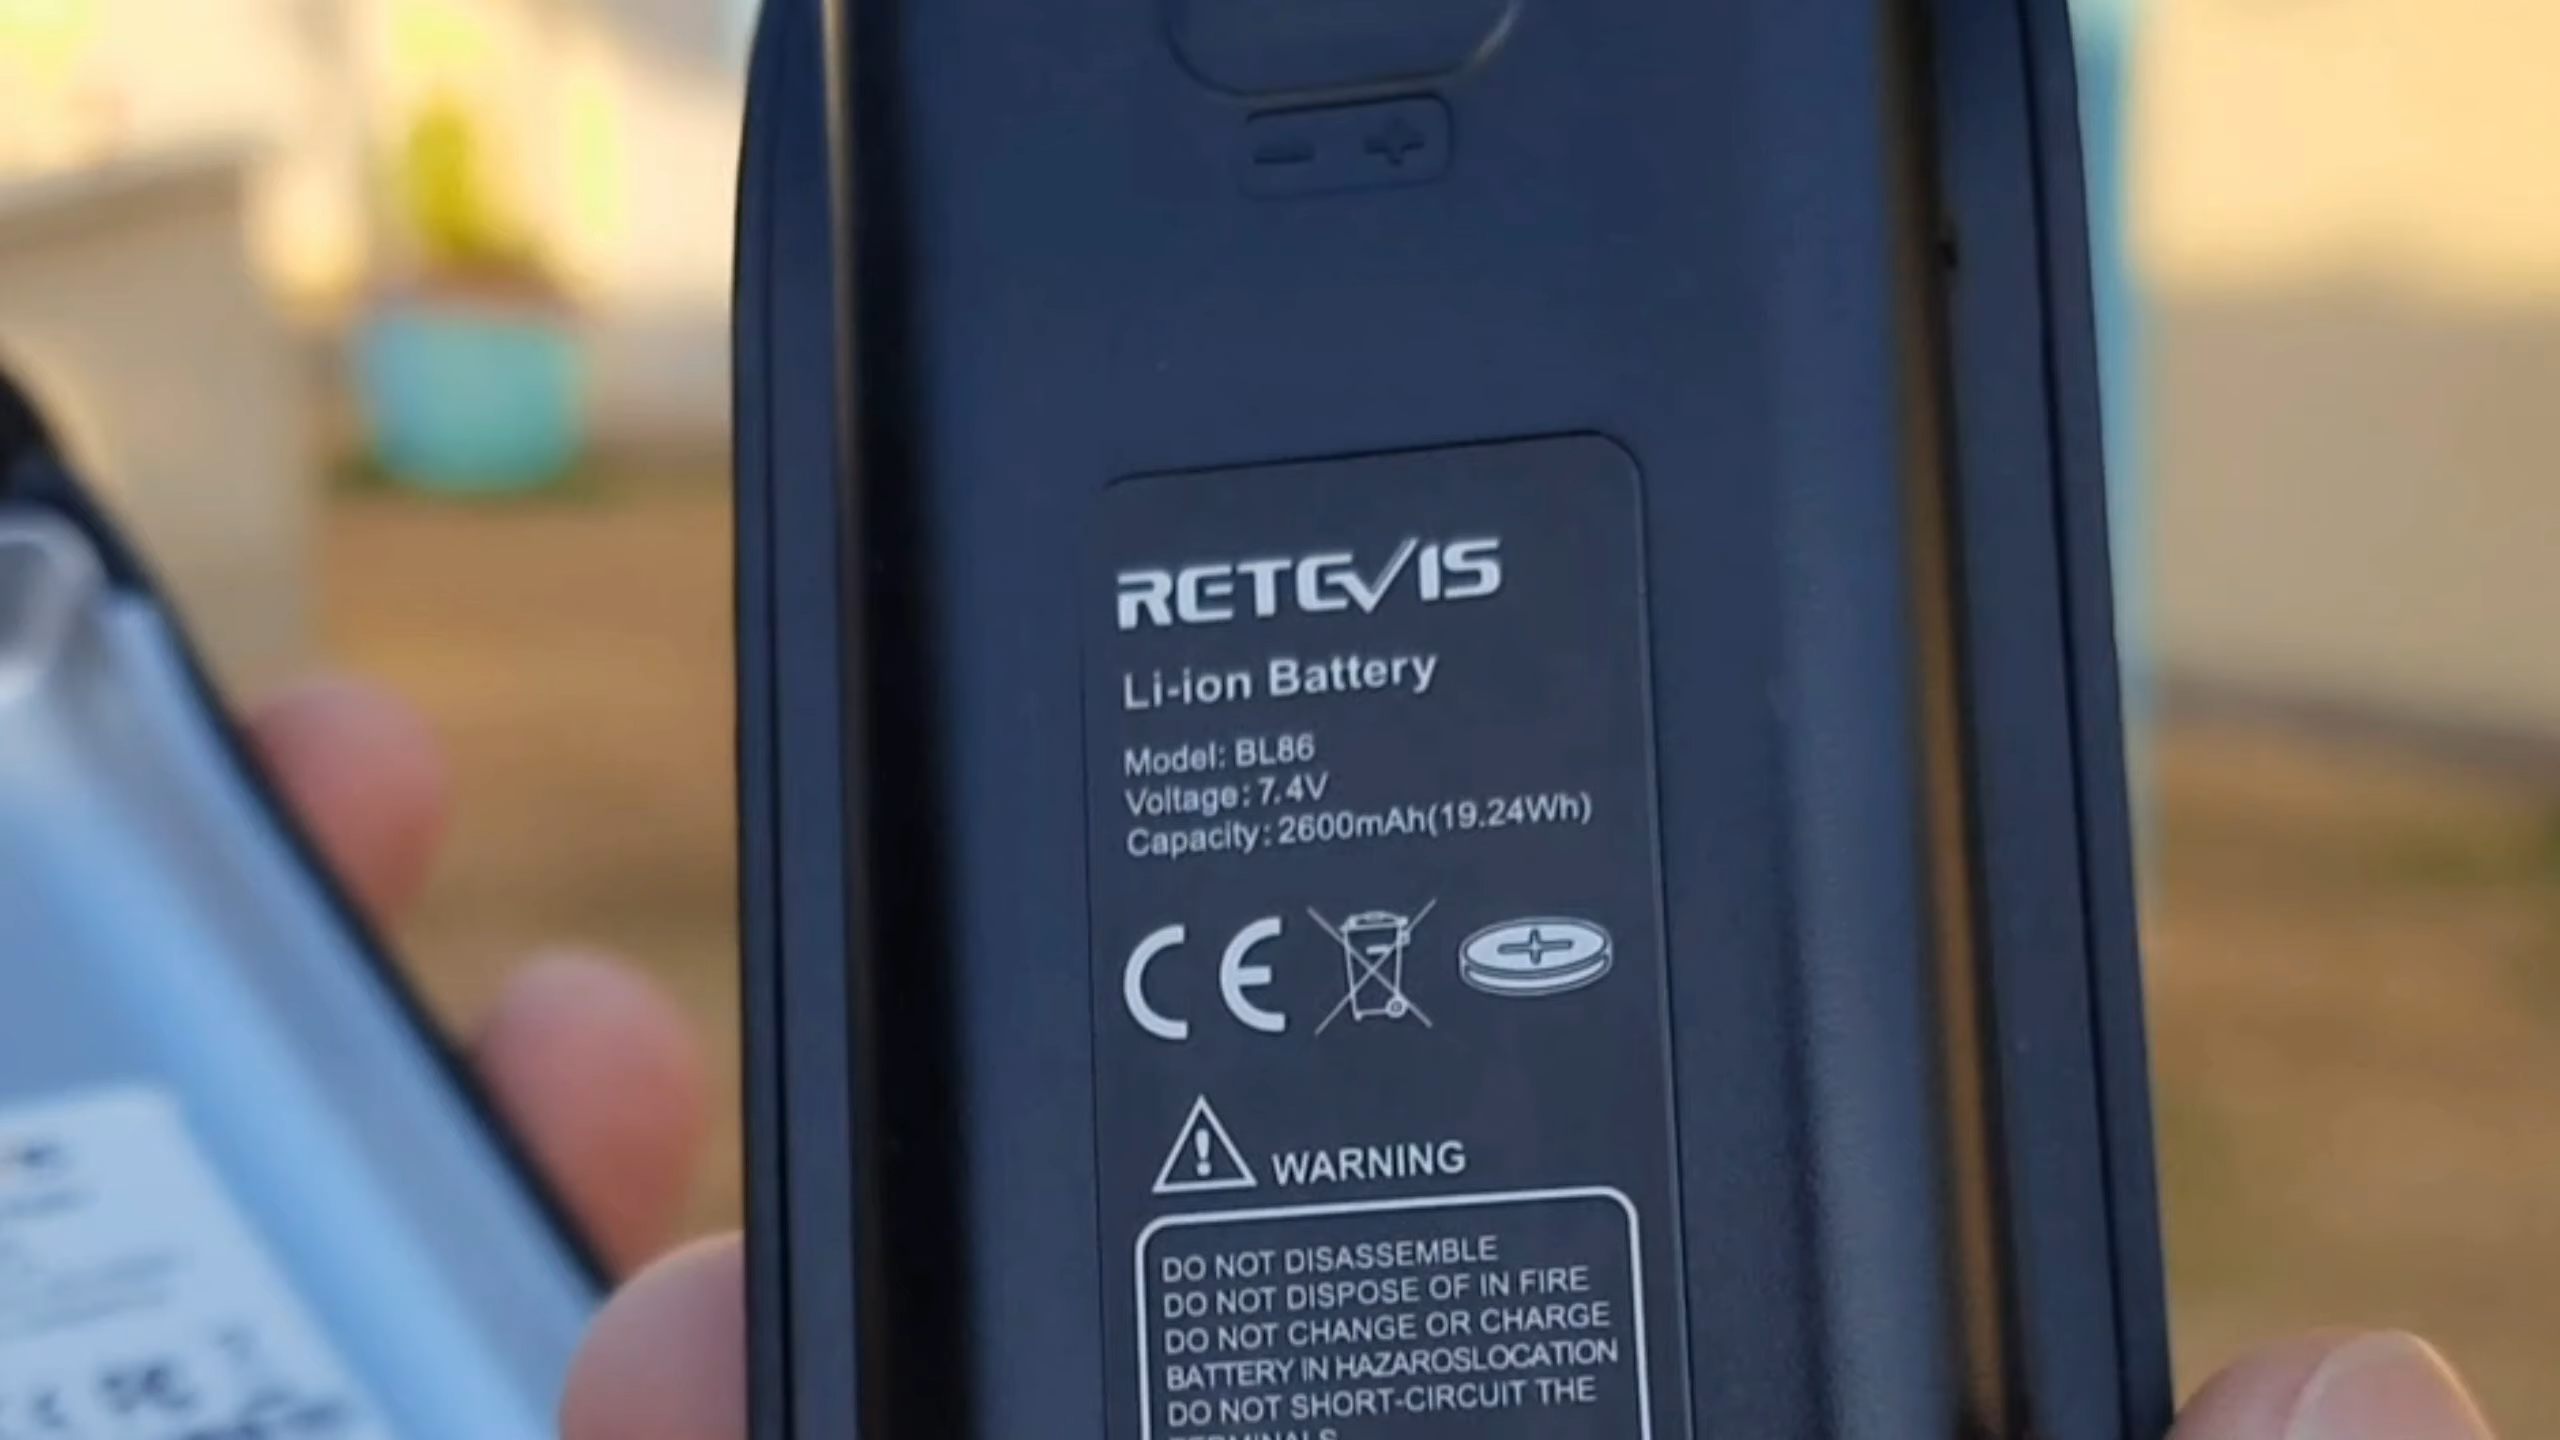 RETEVIS
Li-ion Battery
Model: BL86
Voltage: 7.4V
Capacity: 2600mAh(19.24Wh)
CE
WARNING
DO NOT DISASSEMBLE
DO NOT DISPOSE OF IN FIRE
DO NOT CHANGE OR CHARGE
BATTERY IN HAZAROSLOCATION
DO NOT SHORT-CIRCUIT THE
TERMINALS